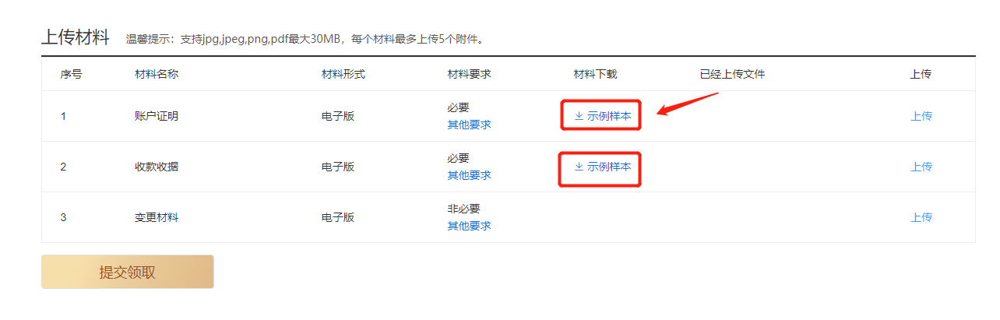 上传材料 温馨提示：支持jpg,jpeg,png,pdf最大30MB，每个材料最多上传5个附件。
序号 材料名称 材料形式 材料要求 材料下载 已经上传文件 上传
1 账户证明 电子版 必要 其他要求 示例样本 上传
2 收款收据 电子版 必要 其他要求 示例样本 上传
3 变更材料 电子版 非必要 其他要求 上传
提交领取